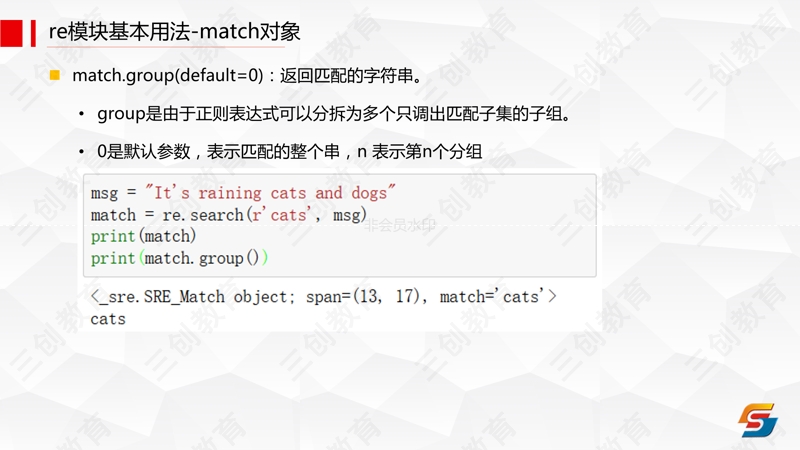 re模块基本用法-match对象
match.group(default=0)：返回匹配的字符串。
• group是由于正则表达式可以分拆为多个只调出匹配子集的子组。
• 0是默认参数，表示匹配的整个串，n 表示第n个分组
msg = "It's raining cats and dogs"
match = re.search(r'cats', msg)
print(match)
print(match.group())
<_sre.SRE_Match object; span=(13, 17), match='cats'>
cats
非会员水印
三创教育